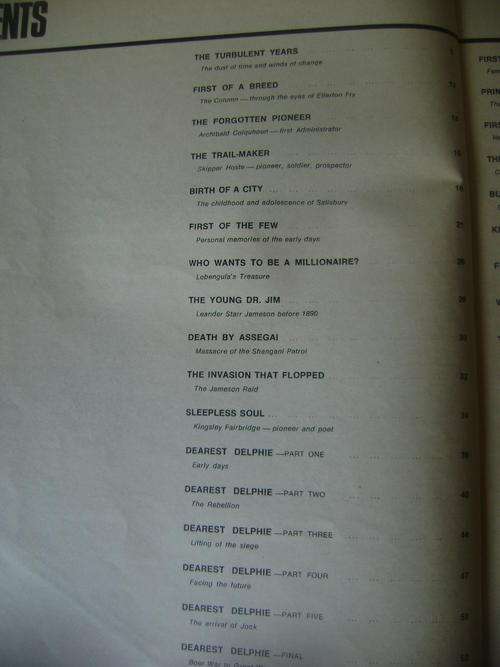 ENTS
THE TURBULENT YEARS
The dust of time and winds of change
FIRST OF A BREED
The Column — through the eyes of Ellerton Fry
THE FORGOTTEN PIONEER
Archibald Colquhoun — first Administrator
THE TRAIL-MAKER
Skipper Hoste — pioneer, soldier, prospector
BIRTH OF A CITY
The childhood and adolescence of Salisbury
FIRST OF THE FEW
Personal memories of the early days
WHO WANTS TO BE A MILLIONAIRE?
Lobengula's Treasure
THE YOUNG DR. JIM
Leander Starr Jameson before 1890
DEATH BY ASSEGAI
Massacre of the Shangani Patrol
THE INVASION THAT FLOPPED
The Jameson Raid
SLEEPLESS SOUL
Kingsley Fairbridge — pioneer and poet
DEAREST DELPHIE — PART ONE
Early days
DEAREST DELPHIE — PART TWO
The Rebellion
DEAREST DELPHIE — PART THREE
Lifting of the siege
DEAREST DELPHIE — PART FOUR 47
Facing the future
DEAREST DELPHIE — PART FIVE
The arrival of Jock
DEAREST DELPHIE — FINAL
Boer War to
FIRST